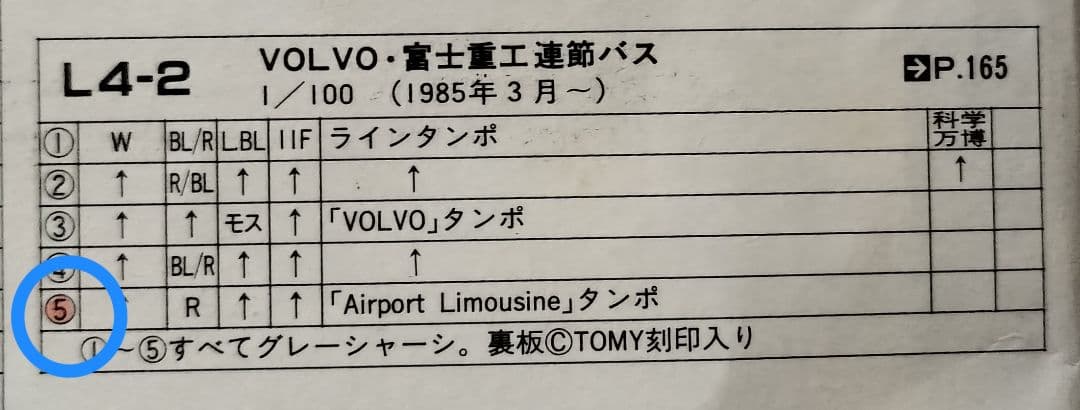 L4-2 VOLVO・富士重工連節バス
1／100 (1985年3月～) ➔P.165
① W BL/R L.BL IIF ラインタンポ 科学万博
② ↑ R/BL ↑ ↑ ↑ ↑
③ ↑ ↑ モス ↑ 「VOLVO」タンポ
④ ↑ BL/R ↑ ↑ ↑
⑤ R ↑ ↑ 「Airport Limousine」タンポ
①～⑤すべてグレーシャーシ。裏板©TOMY刻印入り